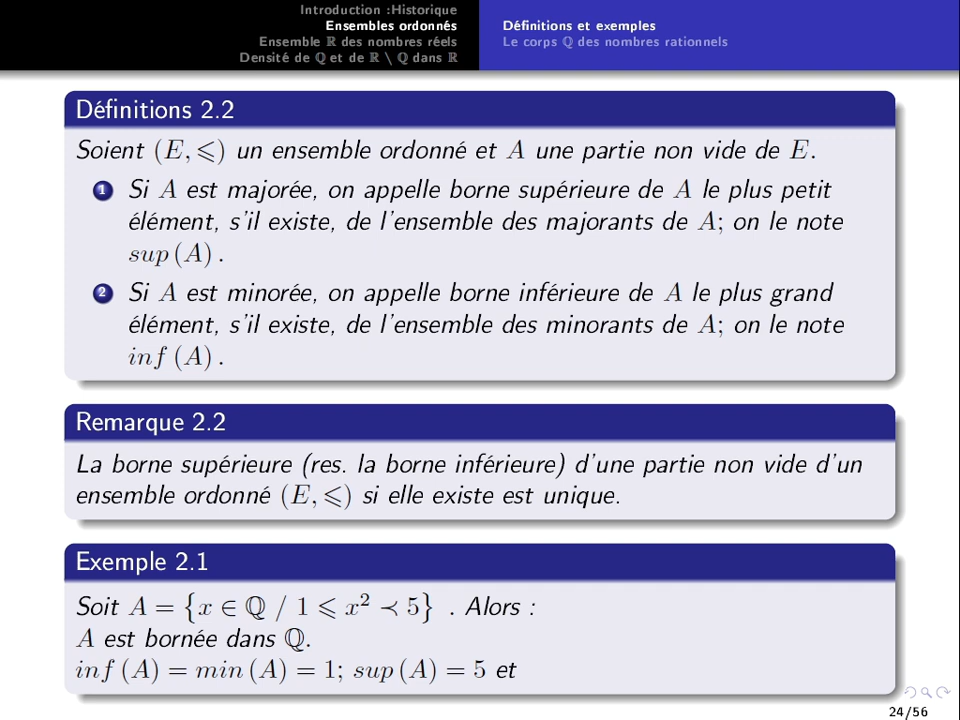 Introduction :Historique
Ensembles ordonnés
Ensemble ℝ des nombres réels
Densité de ℚ et de ℝ \ ℚ dans ℝ
Définitions et exemples
Le corps ℚ des nombres rationnels
Définitions 2.2
Soient (E, ⩽) un ensemble ordonné et A une partie non vide de E.
1 Si A est majorée, on appelle borne supérieure de A le plus petit
élément, s'il existe, de l'ensemble des majorants de A; on le note
sup (A) .
2 Si A est minorée, on appelle borne inférieure de A le plus grand
élément, s'il existe, de l'ensemble des minorants de A; on le note
inf (A) .
Remarque 2.2
La borne supérieure (res. la borne inférieure) d'une partie non vide d'un
ensemble ordonné (E, ⩽) si elle existe est unique.
Exemple 2.1
Soit A = {x ∈ ℚ / 1 ⩽ x² ≺ 5} . Alors :
A est bornée dans ℚ.
inf (A) = min (A) = 1; sup (A) = 5 et
24/56